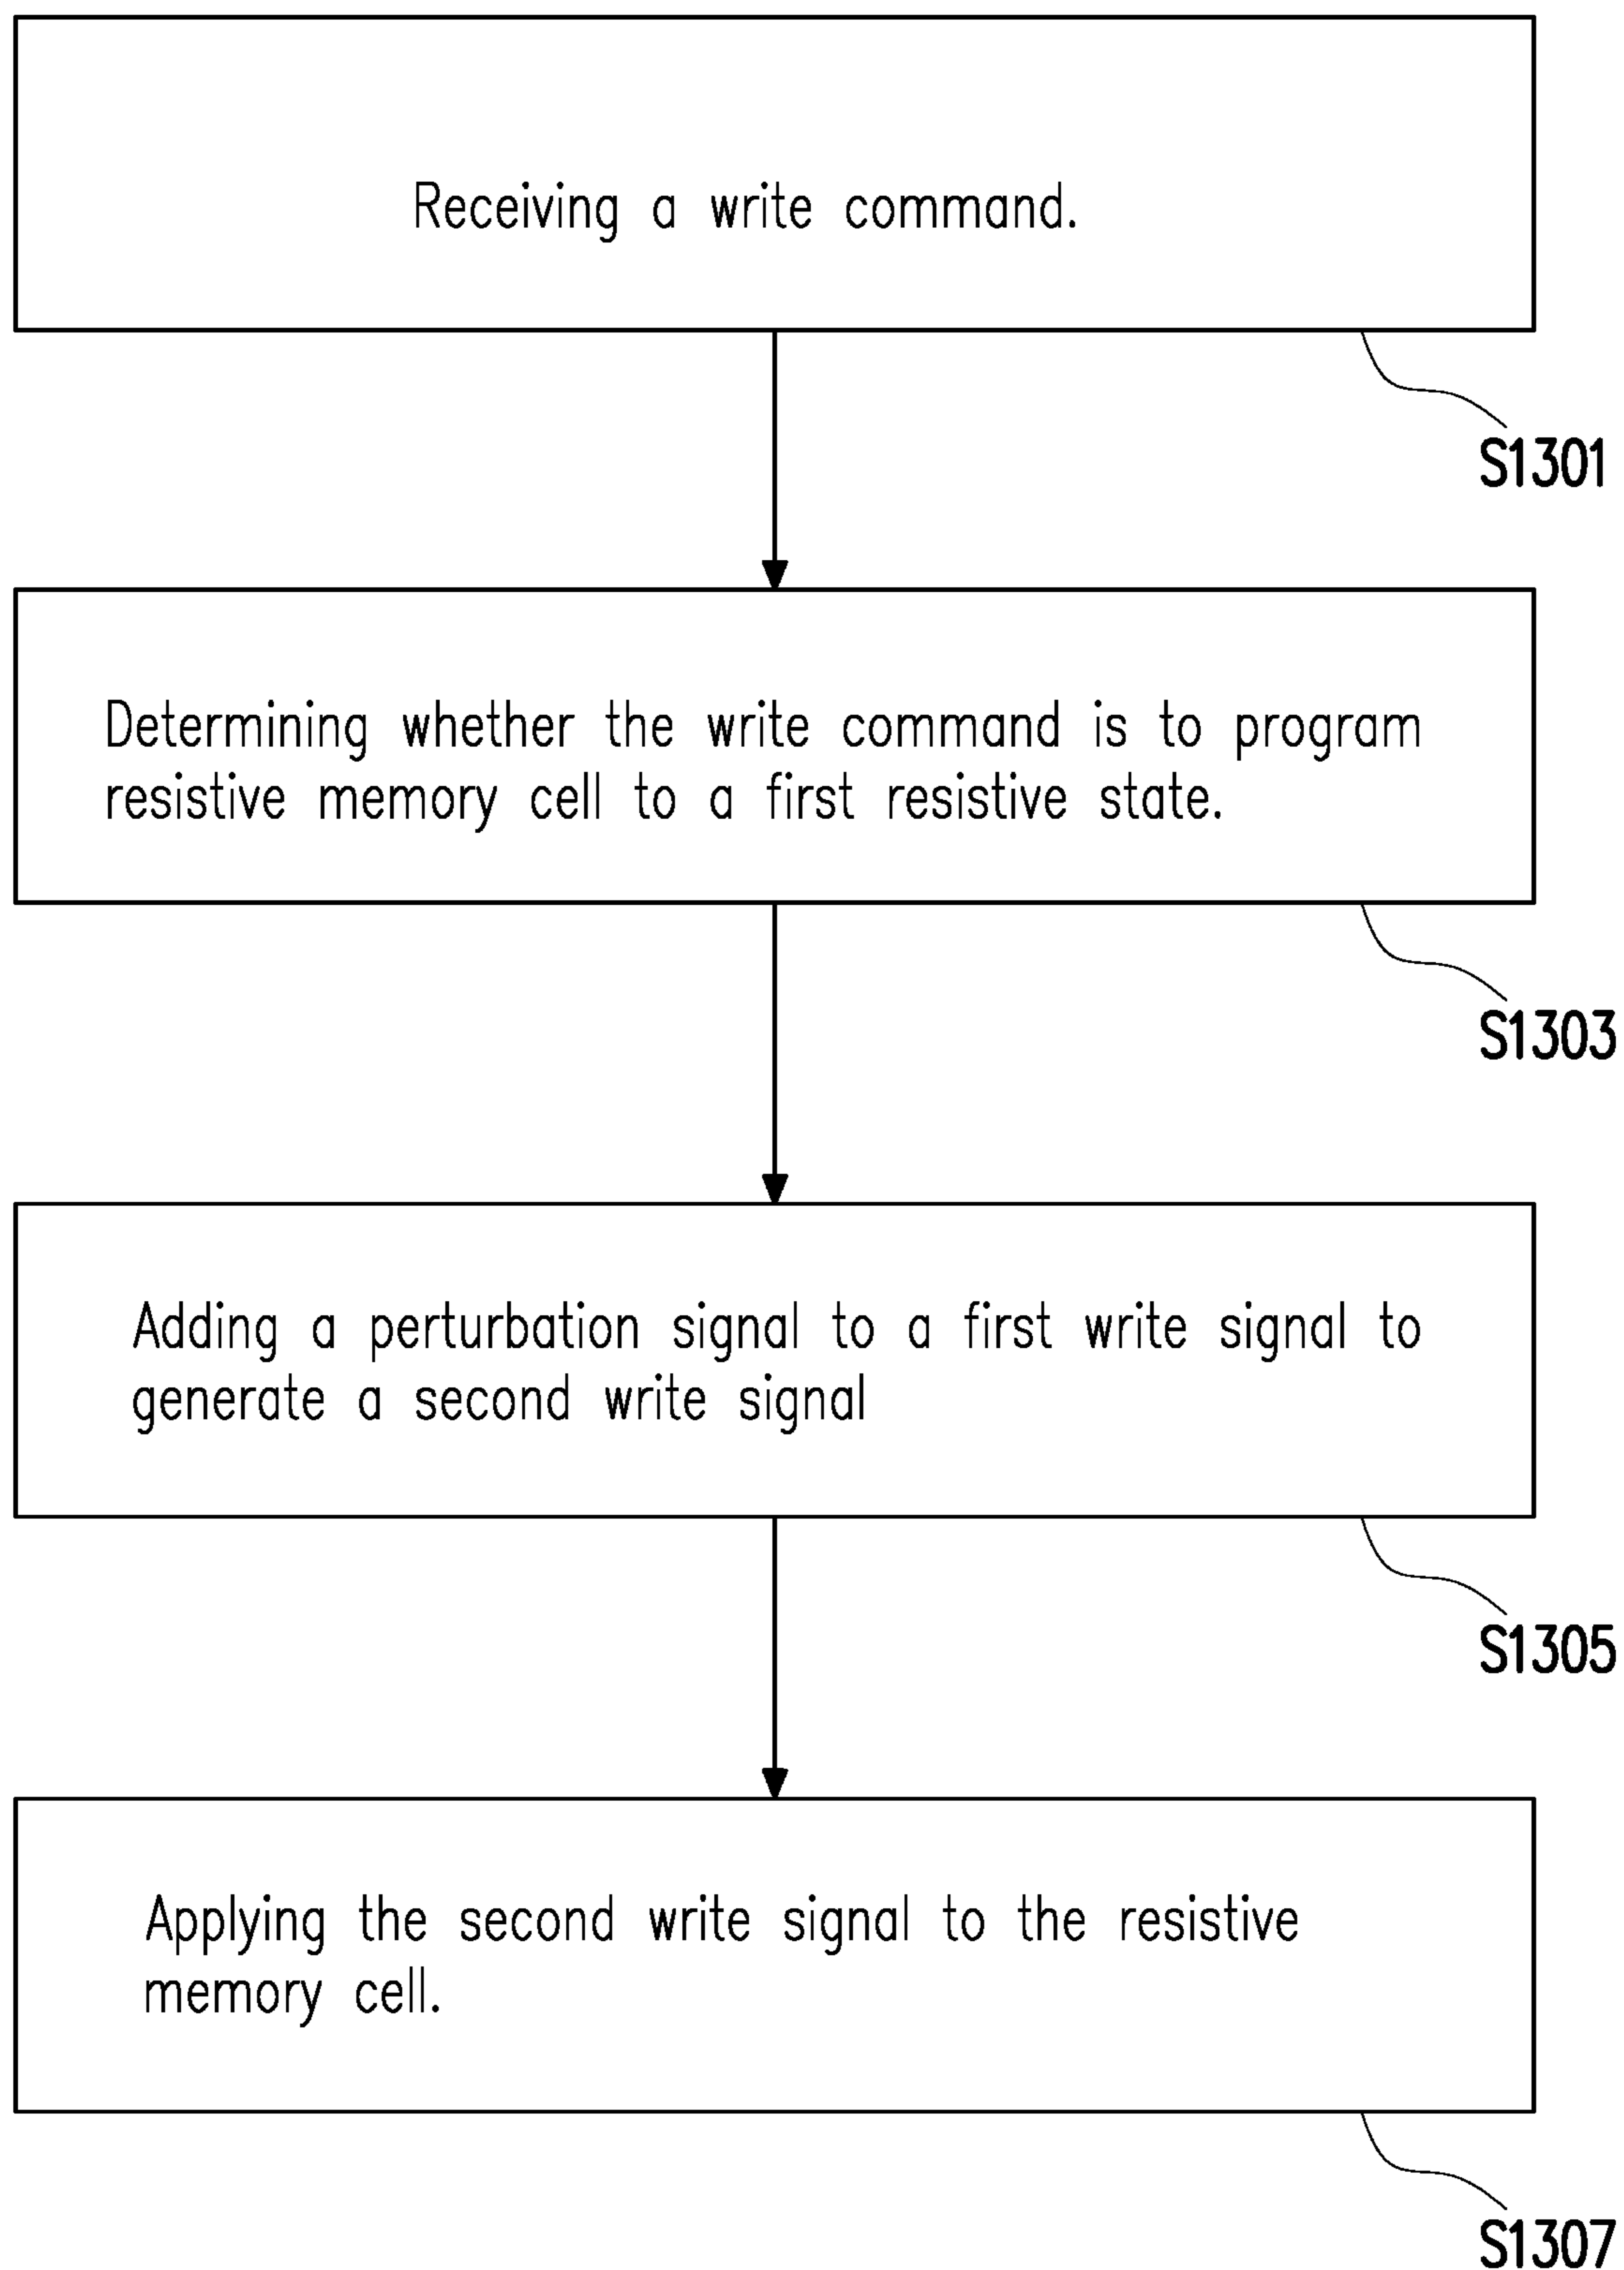 Receiving a write command.
S1301
Determining whether the write command is to program
resistive memory cell to a first resistive state.
S1303
Adding a perturbation signal to a first write signal to
generate a second write signal
S1305
Applying the second write signal to the resistive
memory cell.
S1307